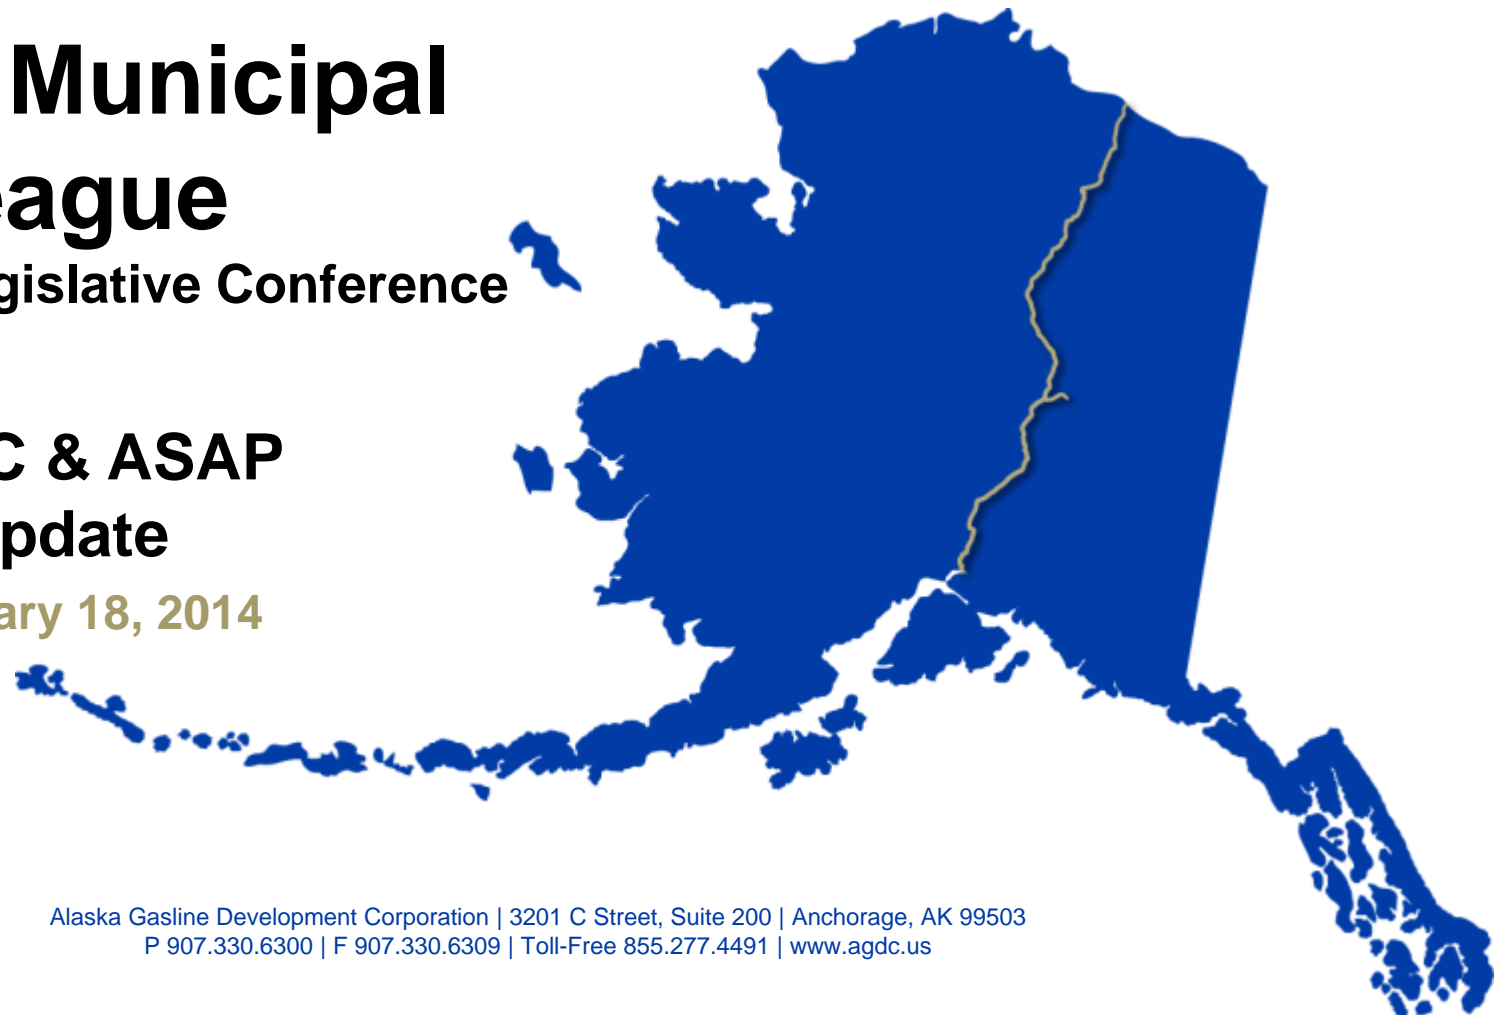 Municipal
eague
gislative Conference
C & ASAP
pdate
ary 18, 2014
Alaska Gasline Development Corporation | 3201 C Street, Suite 200 | Anchorage, AK 99503
P 907.330.6300 | F 907.330.6309 | Toll-Free 855.277.4491 | www.agdc.us